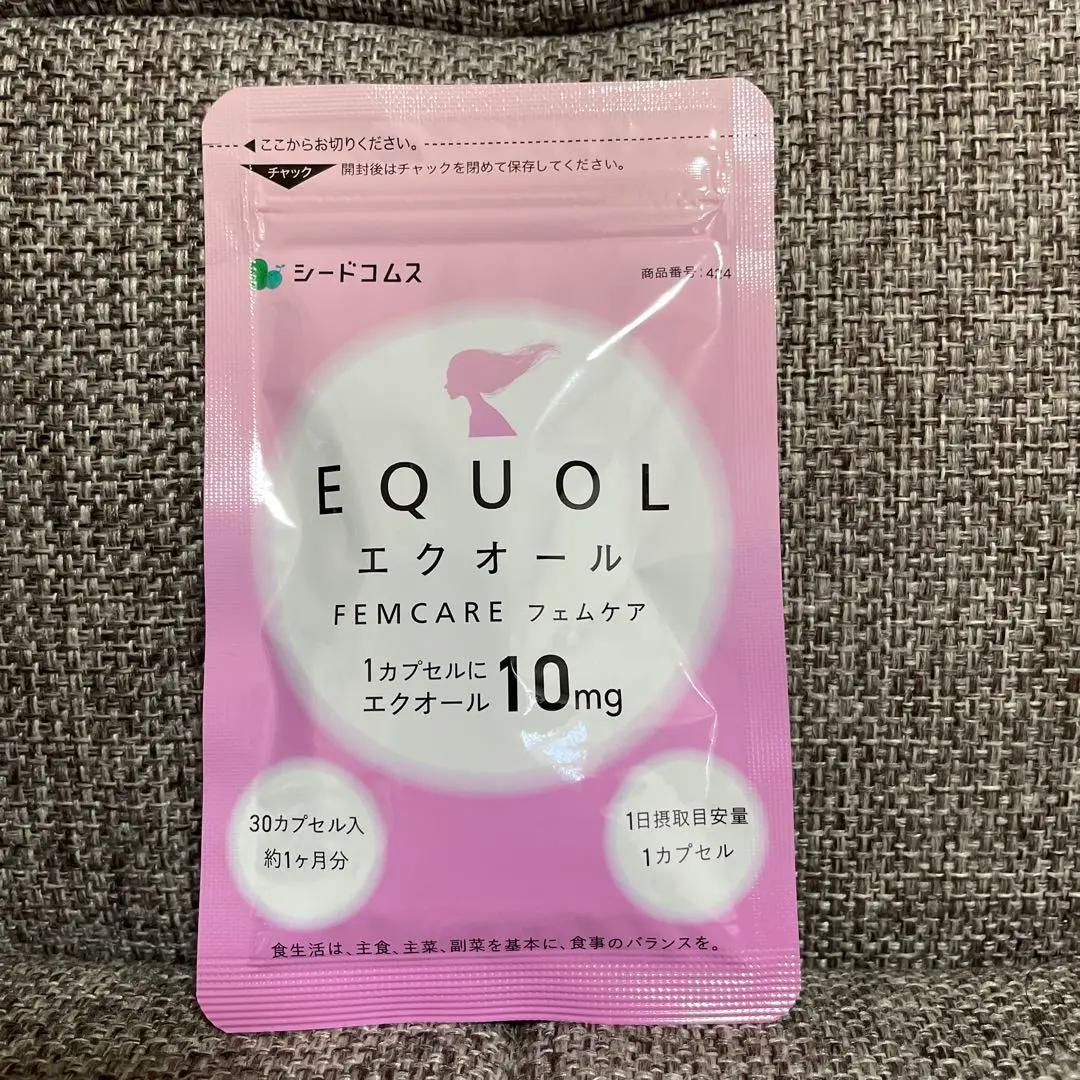 ここからお切りください。
チャック 開封後はチャックを閉めて保存してください。
シードコムス
商品番号:424
EQUOL
エクオール
FEMCARE フェムケア
1カプセルに
エクオール 10mg
30カプセル入
約1ヶ月分
1日摂取目安量
1カプセル
食生活は、主食、主菜、副菜を基本に、食事のバランスを。